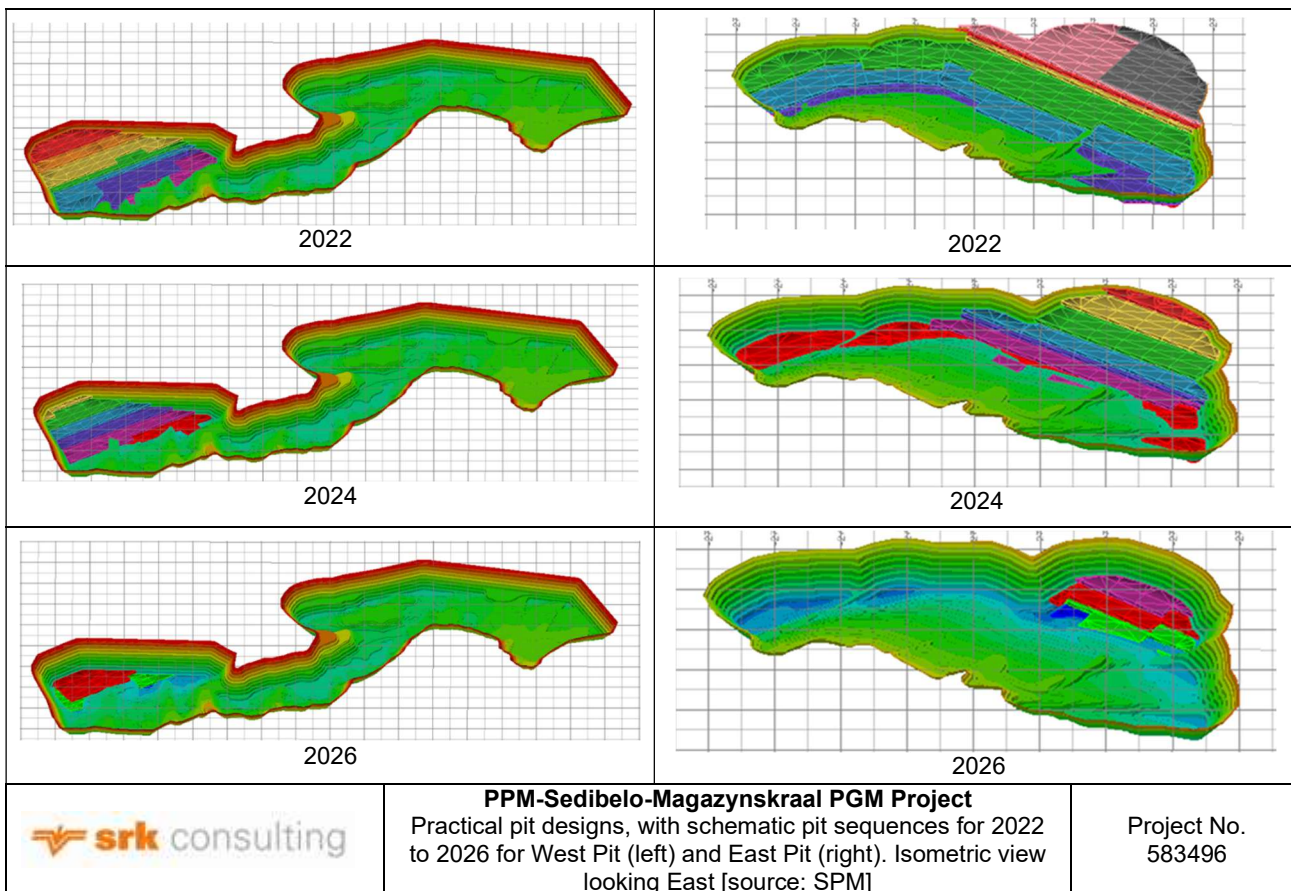 2022
2022
2024
2024
2026
2026
srk consulting
PPM-Sedibelo-Magazynskraal PGM Project
Practical pit designs, with schematic pit sequences for 2022
to 2026 for West Pit (left) and East Pit (right). Isometric view
looking East [source: SPM]
Project No.
583496